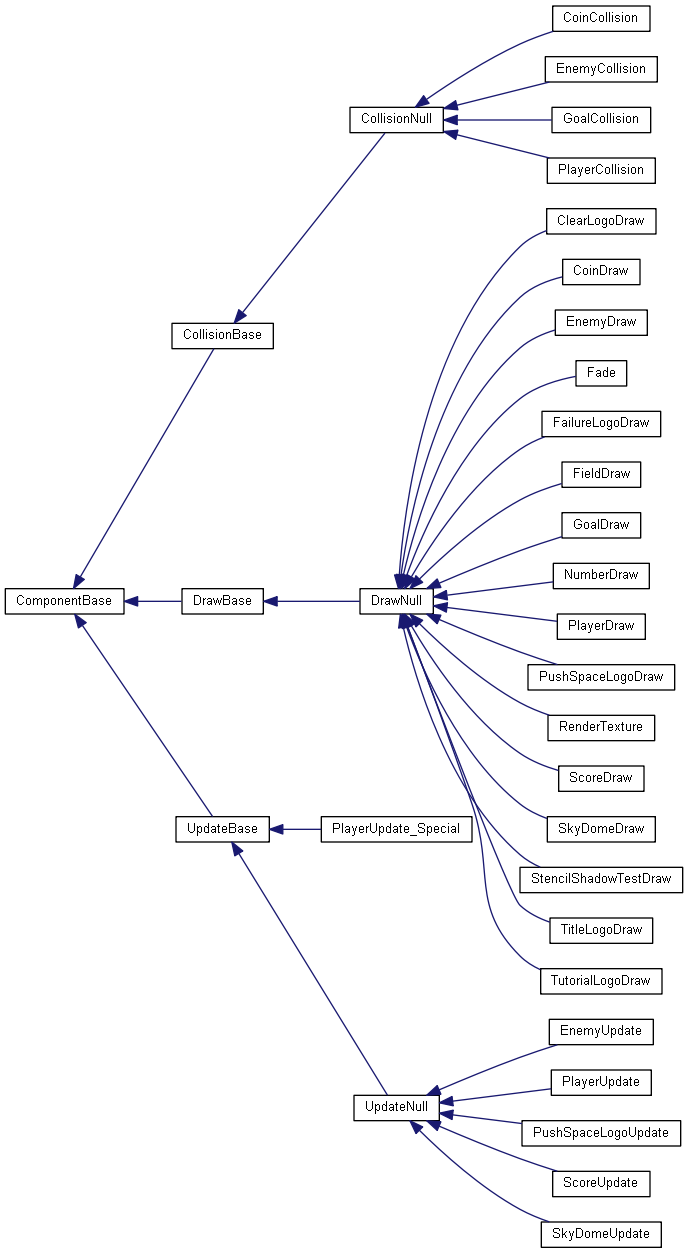 CoinCollision
EnemyCollision
CollisionNull
GoalCollision
PlayerCollision
ClearLogoDraw
CoinDraw
EnemyDraw
CollisionBase
Fade
FailureLogoDraw
FieldDraw
GoalDraw
NumberDraw
ComponentBase
DrawBase
DrawNull
PlayerDraw
PushSpaceLogoDraw
RenderTexture
ScoreDraw
UpdateBase
PlayerUpdate_Special
SkyDomeDraw
StencilShadowTestDraw
TitleLogoDraw
TutorialLogoDraw
EnemyUpdate
PlayerUpdate
UpdateNull
PushSpaceLogoUpdate
ScoreUpdate
SkyDomeUpdate